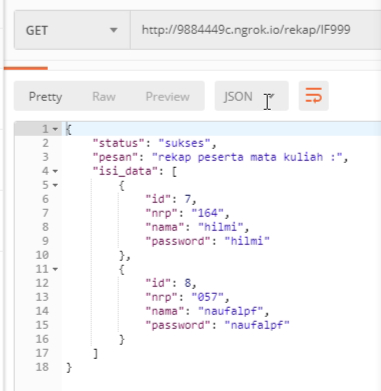 GET http://9884449c.ngrok.io/rekap/IF999
Pretty Raw Preview JSON
1 {
2 "status": "sukses",
3 "pesan": "rekap peserta mata kuliah :",
4 "isi_data": [
5 {
6 "id": 7,
7 "nrp": "164",
8 "nama": "hilmi",
9 "password": "hilmi"
10 },
11 {
12 "id": 8,
13 "nrp": "057",
14 "nama": "naufalpf",
15 "password": "naufalpf"
16 }
17 ]
18 }